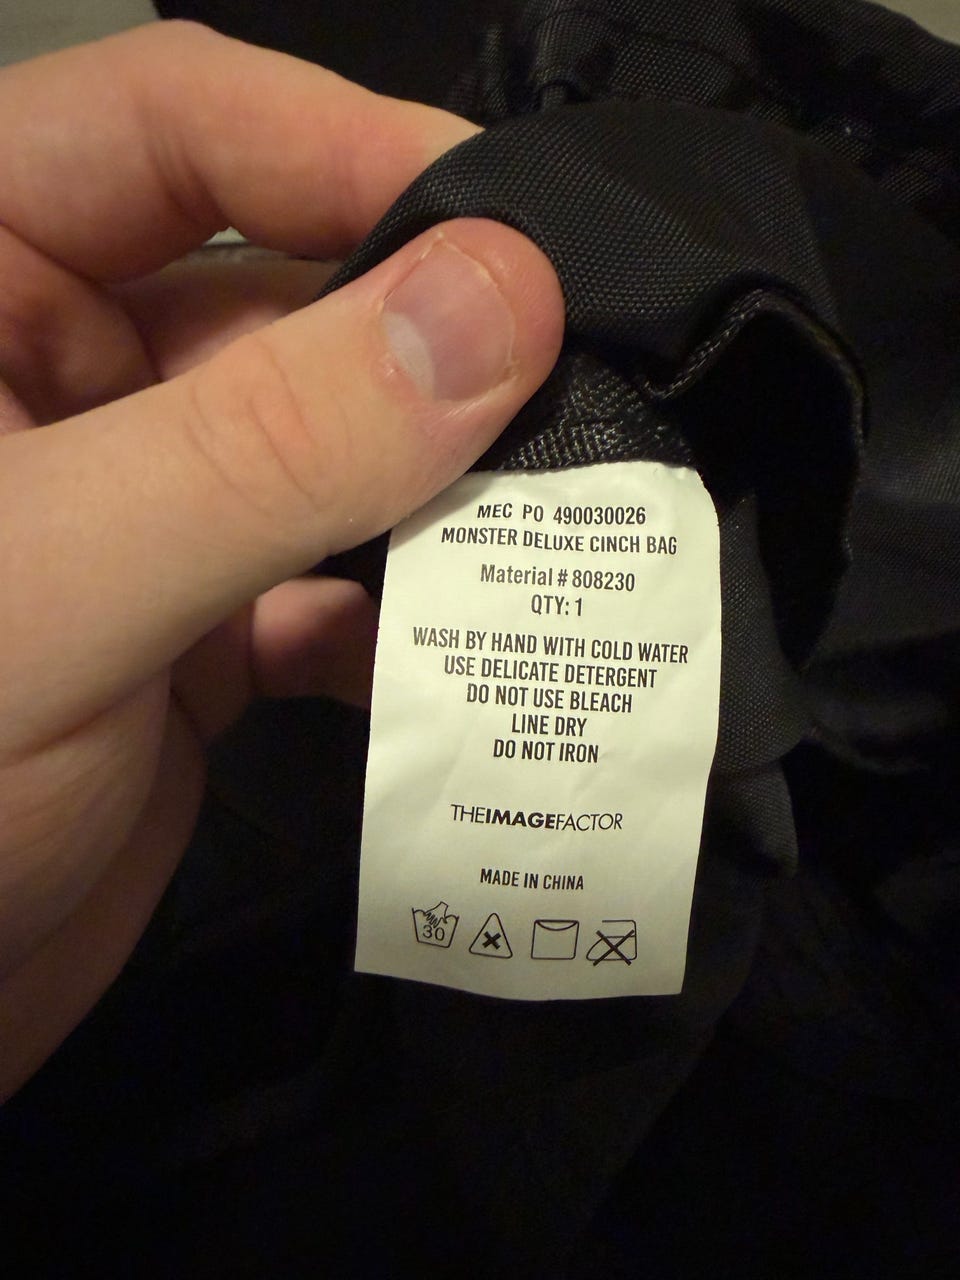 MEC PO 490030026
MONSTER DELUXE CINCH BAG
Material # 808230
QTY: 1
WASH BY HAND WITH COLD WATER
USE DELICATE DETERGENT
DO NOT USE BLEACH
LINE DRY
DO NOT IRON
THEIMAGEFACTOR
MADE IN CHINA
30